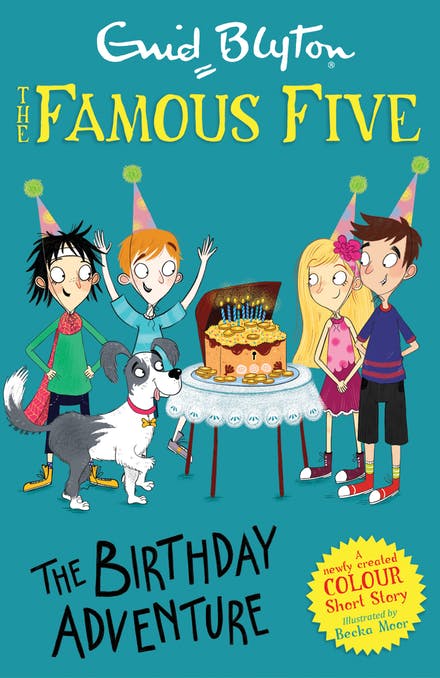 Enid Blyton®
THE FAMOUS FIVE
THE BIRTHDAY
ADVENTURE
A
newly created
COLOUR
Short Story
Illustrated by
Becka Moor